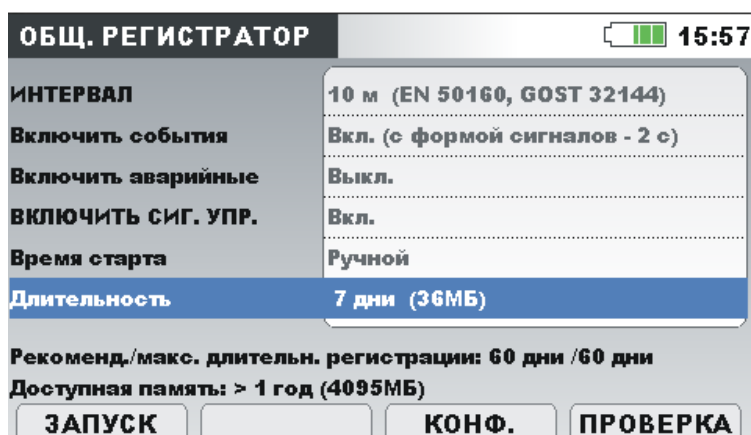 ОБЩ. РЕГИСТРАТОР 15:57
ИНТЕРВАЛ 10 м (EN 50160, GOST 32144)
Включить события Вкл. (с формой сигналов - 2 с)
Включить аварийные Выкл.
ВКЛЮЧИТЬ СИГ. УПР. Вкл.
Время старта Ручной
Длительность 7 дни (36МБ)
Рекоменд./макс. длительн. регистрации: 60 дни /60 дни
Доступная память: > 1 год (4095МБ)
ЗАПУСК КОНФ. ПРОВЕРКА